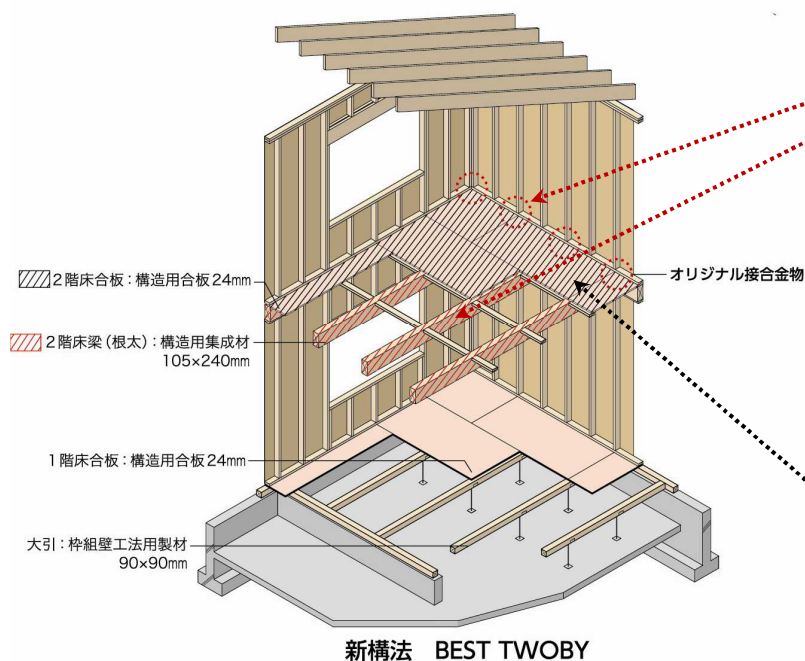 オリジナル接合金物
2階床合板：構造用合板24mm
2階床梁（根太）：構造用集成材
105×240mm
1階床合板：構造用合板24mm
大引：枠組壁工法用製材
90×90mm
新構法　BEST TWOBY